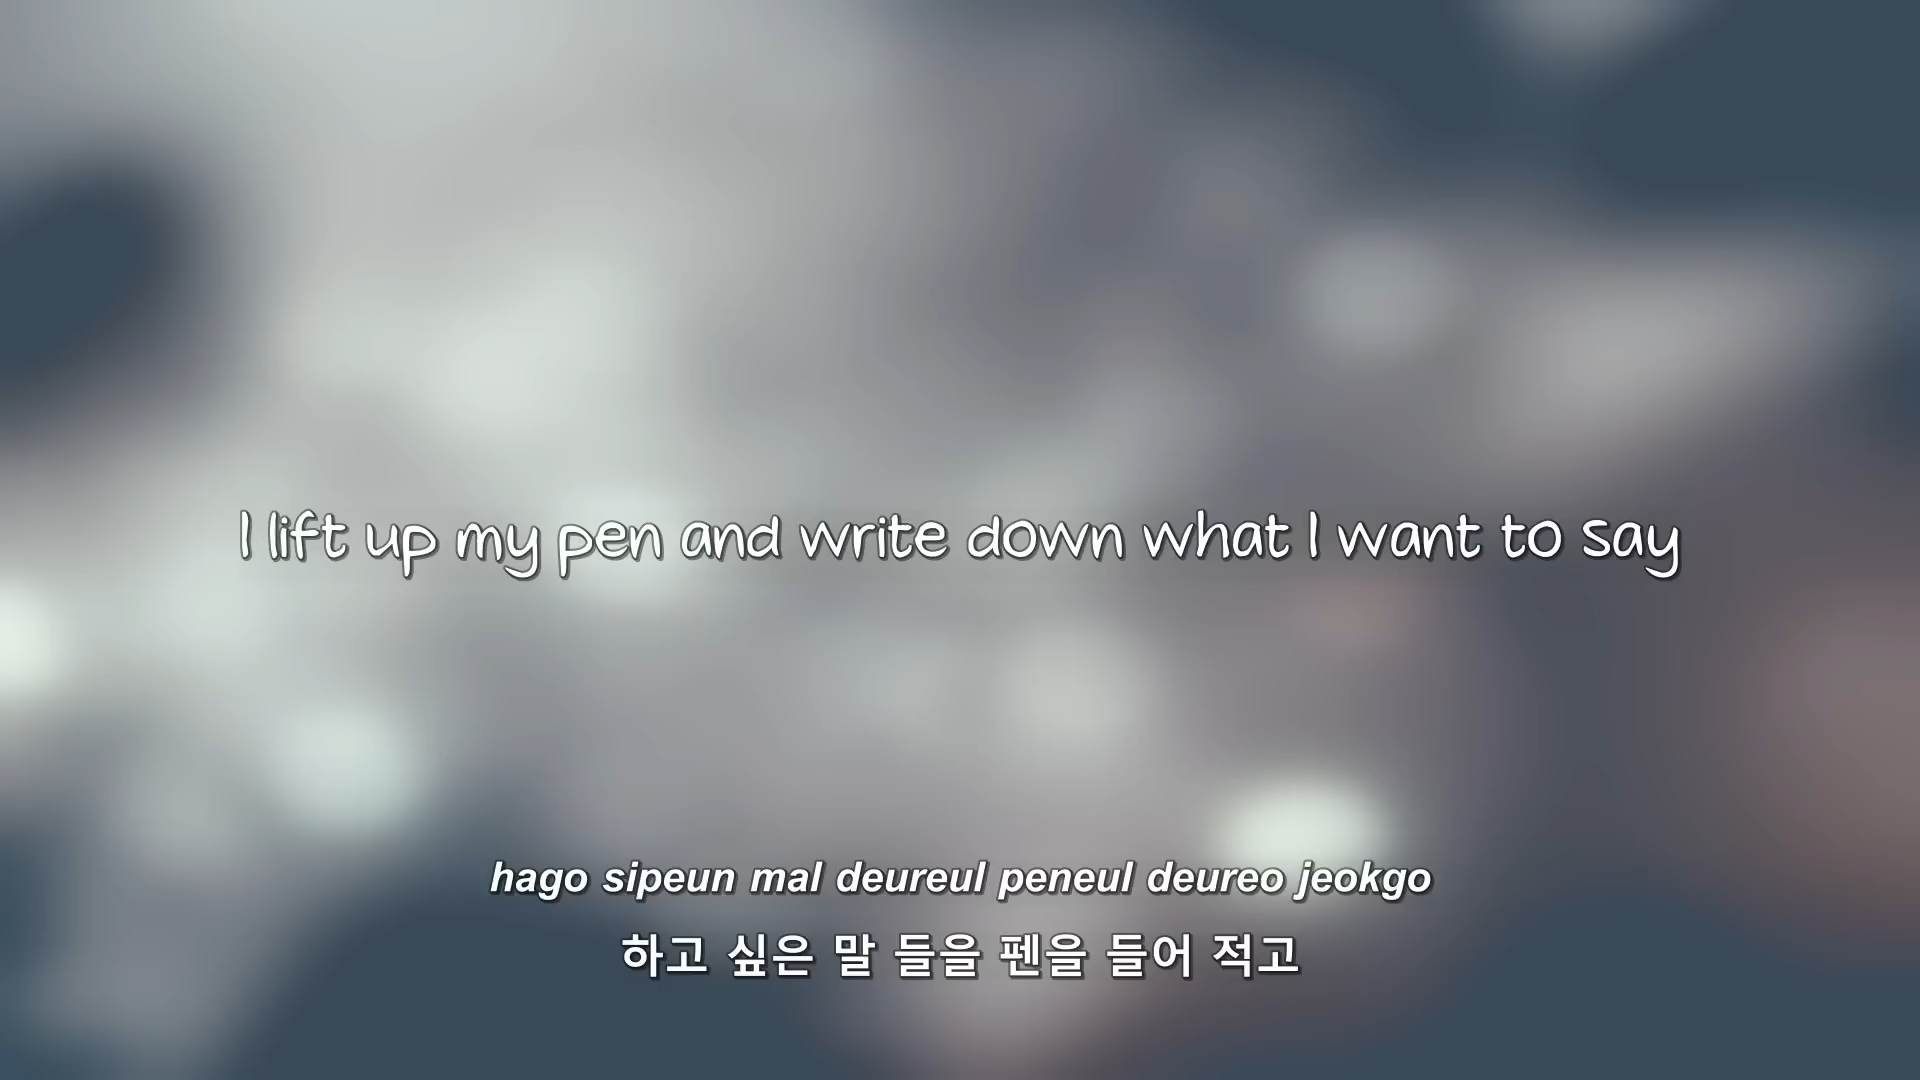 I lift up my pen and write down what I want to say
hago sipeun mal deureul peneul deureo jeokgo
하고 싶은 말 들을 펜을 들어 적고